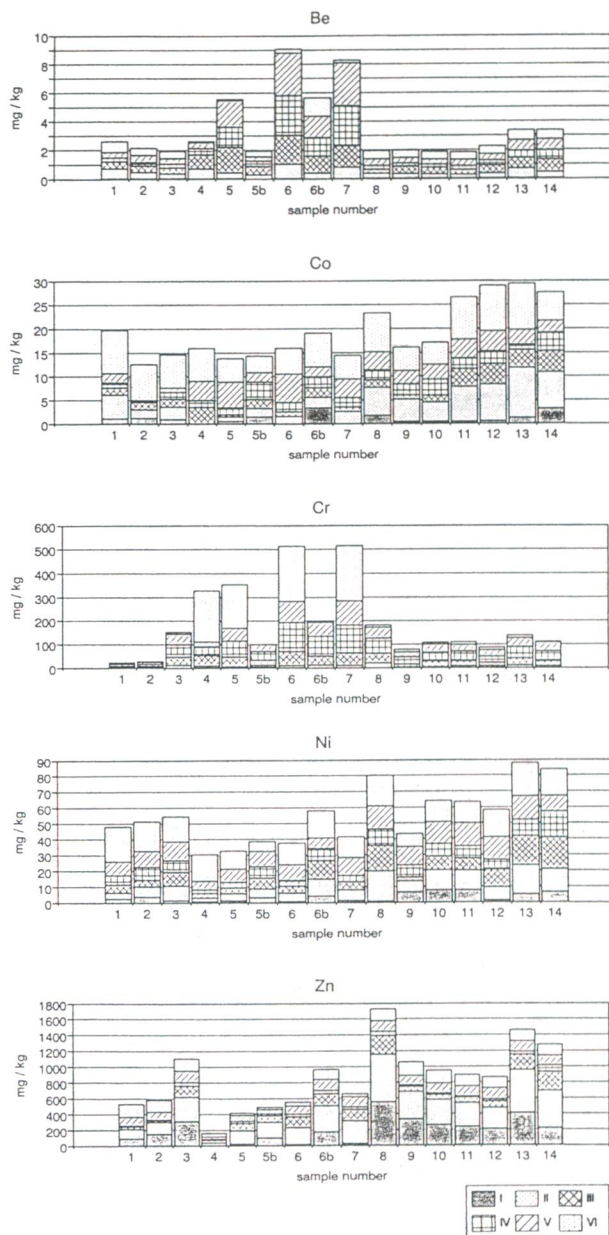 Be
10
8
6
4
2
0
mg / kg
1 2 3 4 5 5b 6 6b 7 8 9 10 11 12 13 14
sample number
Co
30
25
20
15
10
5
0
mg / kg
1 2 3 4 5 5b 6 6b 7 8 9 10 11 12 13 14
sample number
Cr
600
500
400
300
200
100
0
mg / kg
1 2 3 4 5 5b 6 6b 7 8 9 10 11 12 13 14
sample number
Ni
90
80
70
60
50
40
30
20
10
0
mg / kg
1 2 3 4 5 5b 6 6b 7 8 9 10 11 12 13 14
sample number
Zn
1800
1600
1400
1200
1000
800
600
400
200
0
mg / kg
1 2 3 4 5 5b 6 6b 7 8 9 10 11 12 13 14
sample number
I II III
IV V VI